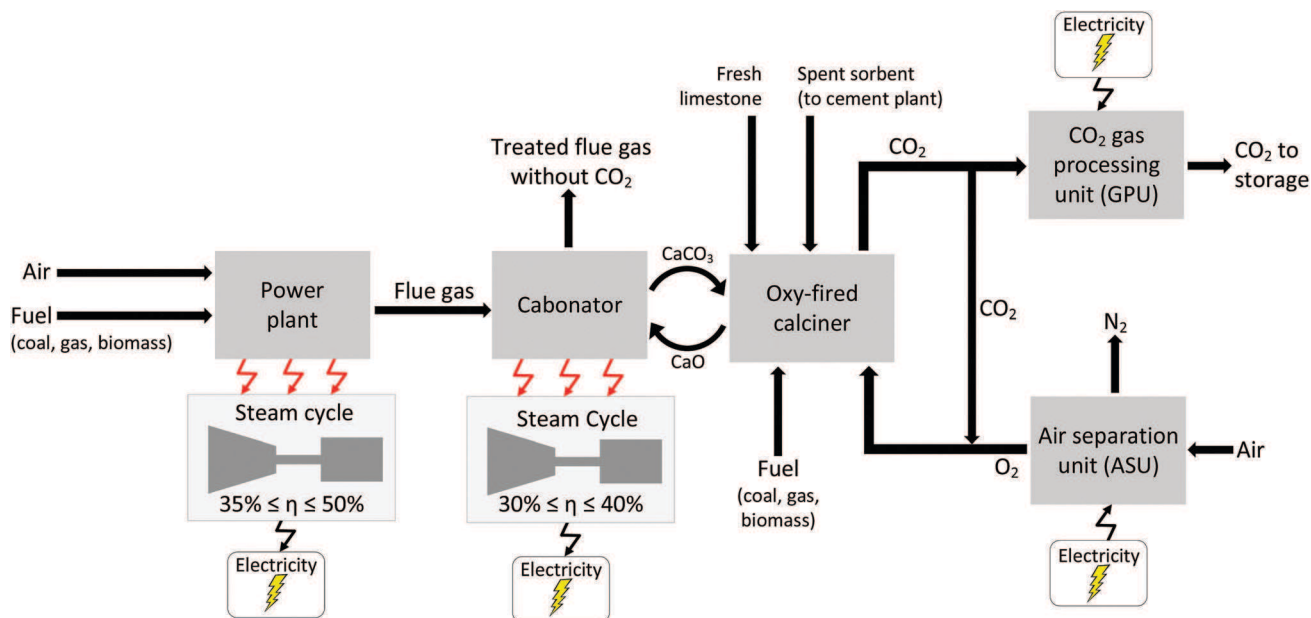 Electricity
Fresh
limestone
Spent sorbent
(to cement plant)
CO₂ gas
processing
unit (GPU)
CO₂
CO₂ to
storage
Treated flue gas
without CO₂
Air
Fuel
(coal, gas, biomass)
Power
plant
Flue gas
Cabonator
CaCO₃
CaO
Oxy-fired
calciner
CO₂
N₂
Steam cycle
35% ≤ η ≤ 50%
Steam Cycle
30% ≤ η ≤ 40%
Fuel
(coal, gas,
biomass)
O₂
Air separation
unit (ASU)
Air
Electricity
Electricity
Electricity